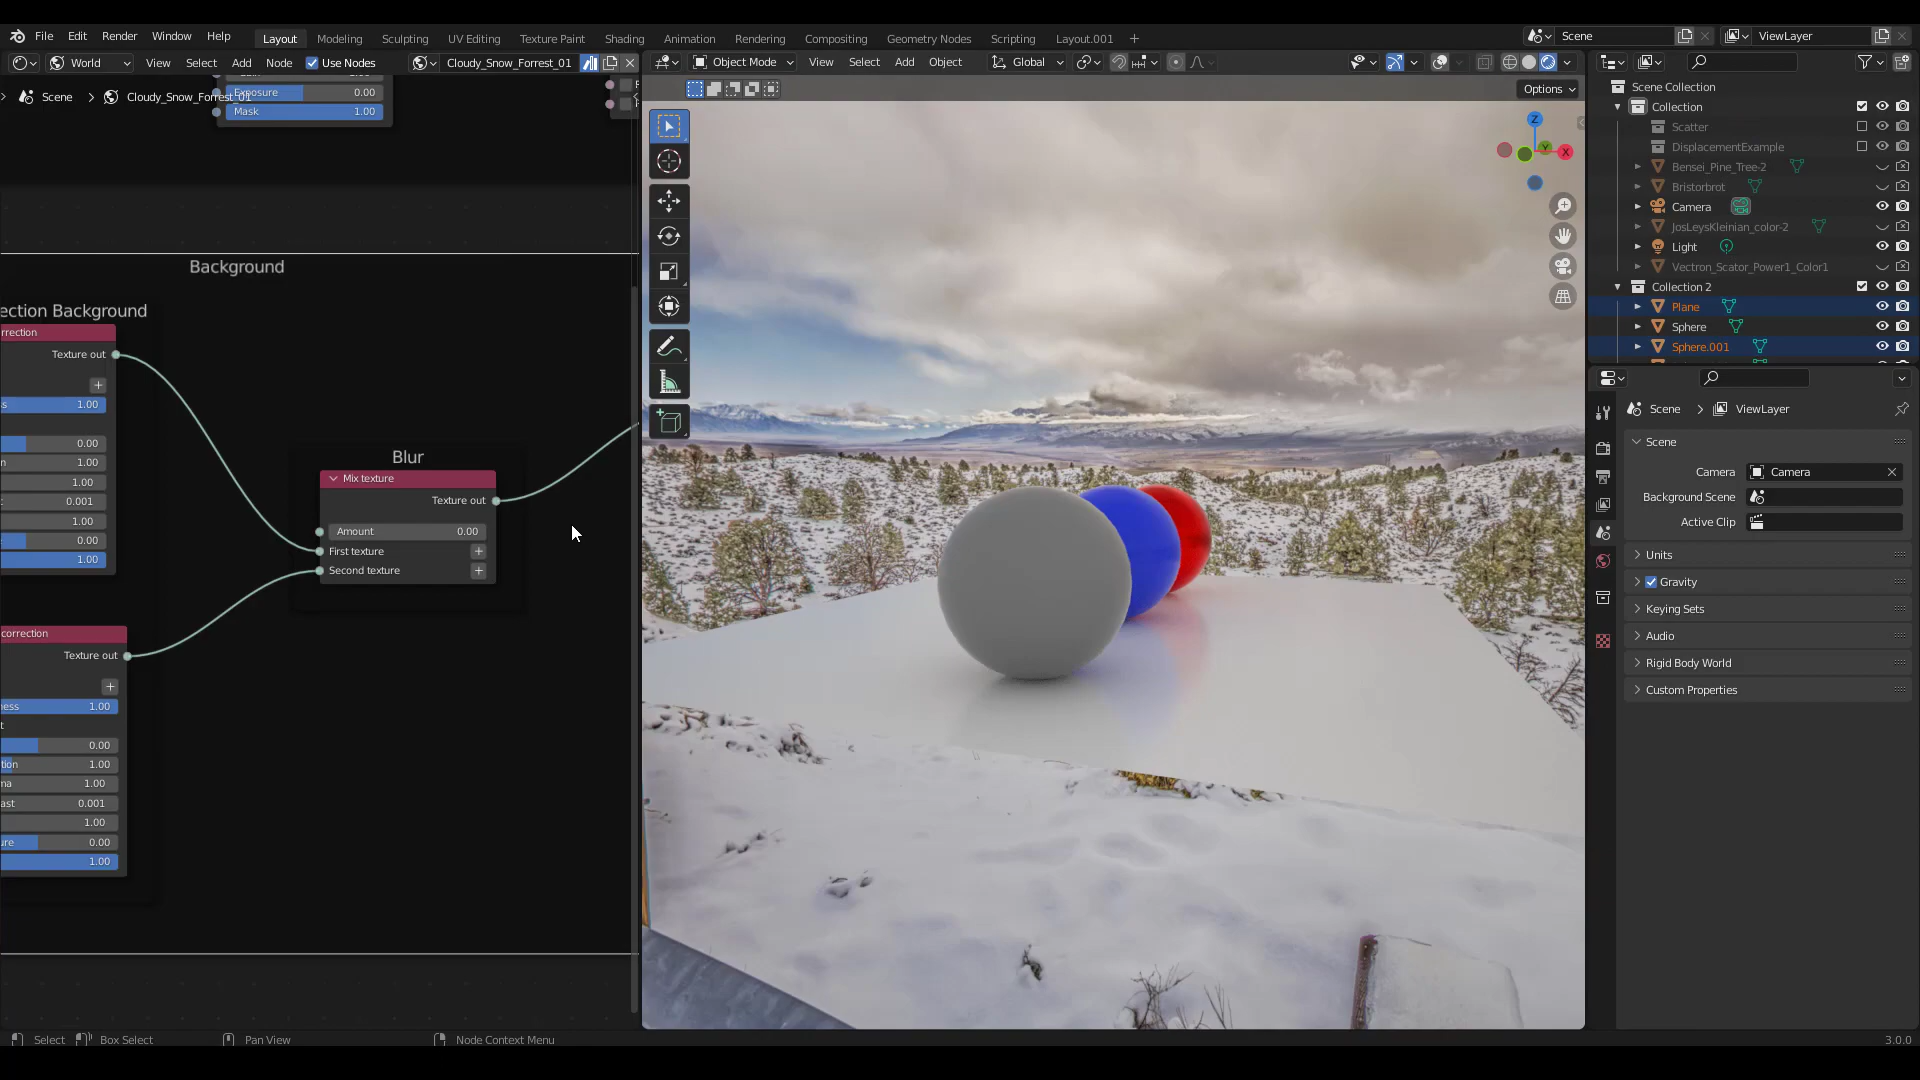 File Edit Render Window Help Layout Modeling Sculpting UV Editing Texture Paint Shading Animation Rendering Compositing Geometry Nodes Scripting Layout.001 + Scene ViewLayer
World View Select Add Node Use Nodes Cloudy_Snow_Forrest_01
Object Mode View Select Add Object Global
Options
Scene > Cloudy_Snow_Forrest_01
Exposure 0.00
Mask 1.00
Background
ection Background
rrection
Texture out
s 1.00
0.00
n 1.00
1.00
t 0.001
1.00
0.00
1.00
Blur
Mix texture
Texture out
Amount 0.00
First texture
Second texture
correction
Texture out
ess 1.00
t
0.00
tion 1.00
ma 1.00
ast 0.001
1.00
ure 0.00
1.00
Z
Y
X
Scene Collection
Collection
Scatter
DisplacementExample
Bensei_Pine_Tree-2
Bristorbrot
Camera
JosLeysKleinian_color-2
Light
Vectron_Scator_Power1_Color1
Collection 2
Plane
Sphere
Sphere.001
Scene > ViewLayer
Scene
Camera Camera
Background Scene
Active Clip
Units
Gravity
Keying Sets
Audio
Rigid Body World
Custom Properties
Select Box Select Pan View Node Context Menu 3.0.0